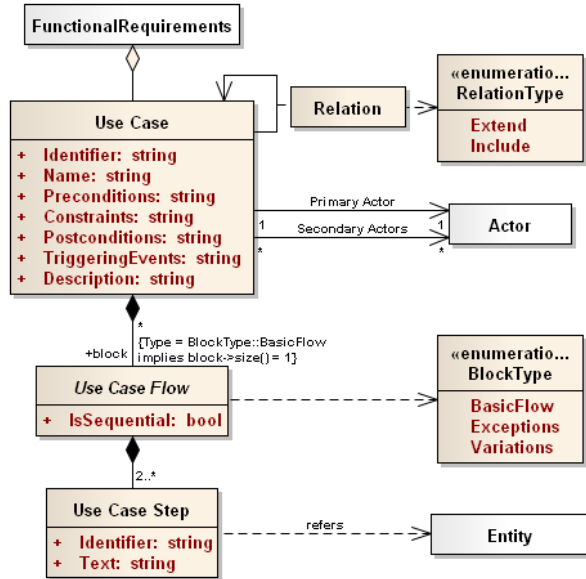 FunctionalRequirements
Use Case
+ Identifier: string
+ Name: string
+ Preconditions: string
+ Constraints: string
+ Postconditions: string
+ TriggeringEvents: string
+ Description: string
Relation
«enumeratio...
RelationType
Extend
Include
Primary Actor
1 1
Secondary Actors
* *
Actor
*
{Type = BlockType::BasicFlow
+block implies block->size() = 1}
Use Case Flow
+ IsSequential: bool
«enumeratio...
BlockType
BasicFlow
Exceptions
Variations
2..*
Use Case Step
+ Identifier: string
+ Text: string
refers
Entity